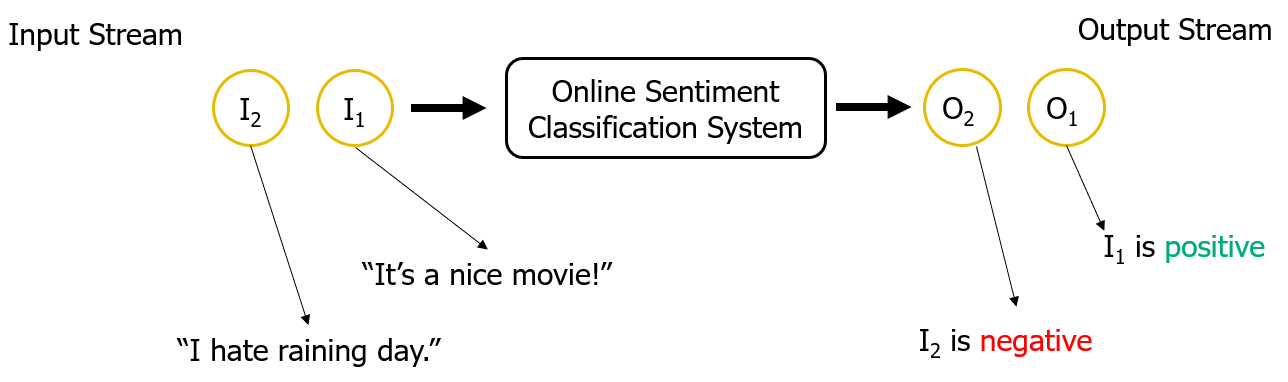 Input Stream
Output Stream
I2
I1
Online Sentiment
Classification System
O2
O1
I1 is positive
“It’s a nice movie!”
I2 is negative
“I hate raining day.”